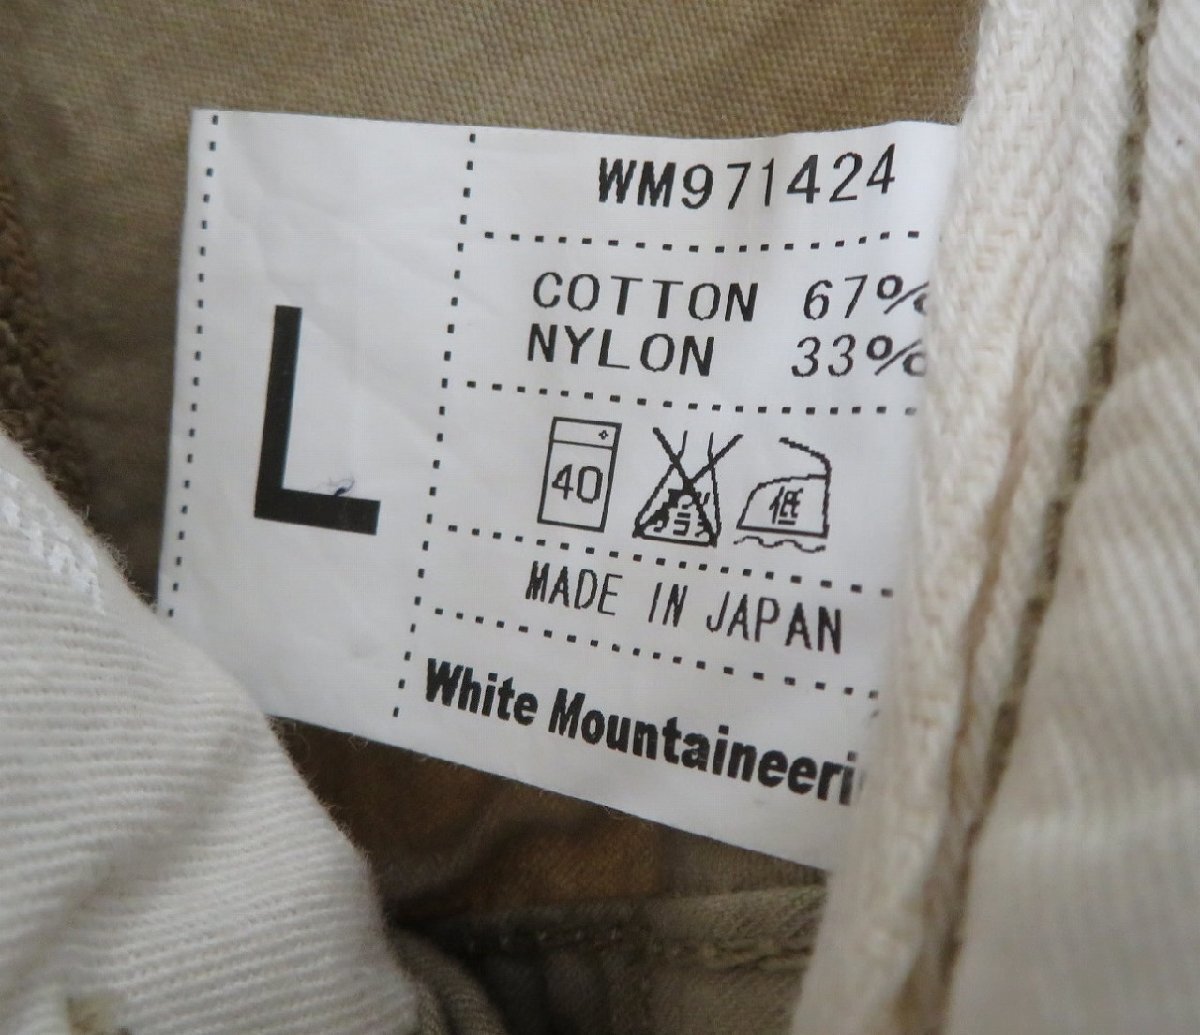 L
WM971424
COTTON 67%
NYLON 33%
40
低
MADE IN JAPAN
White Mountaineeri